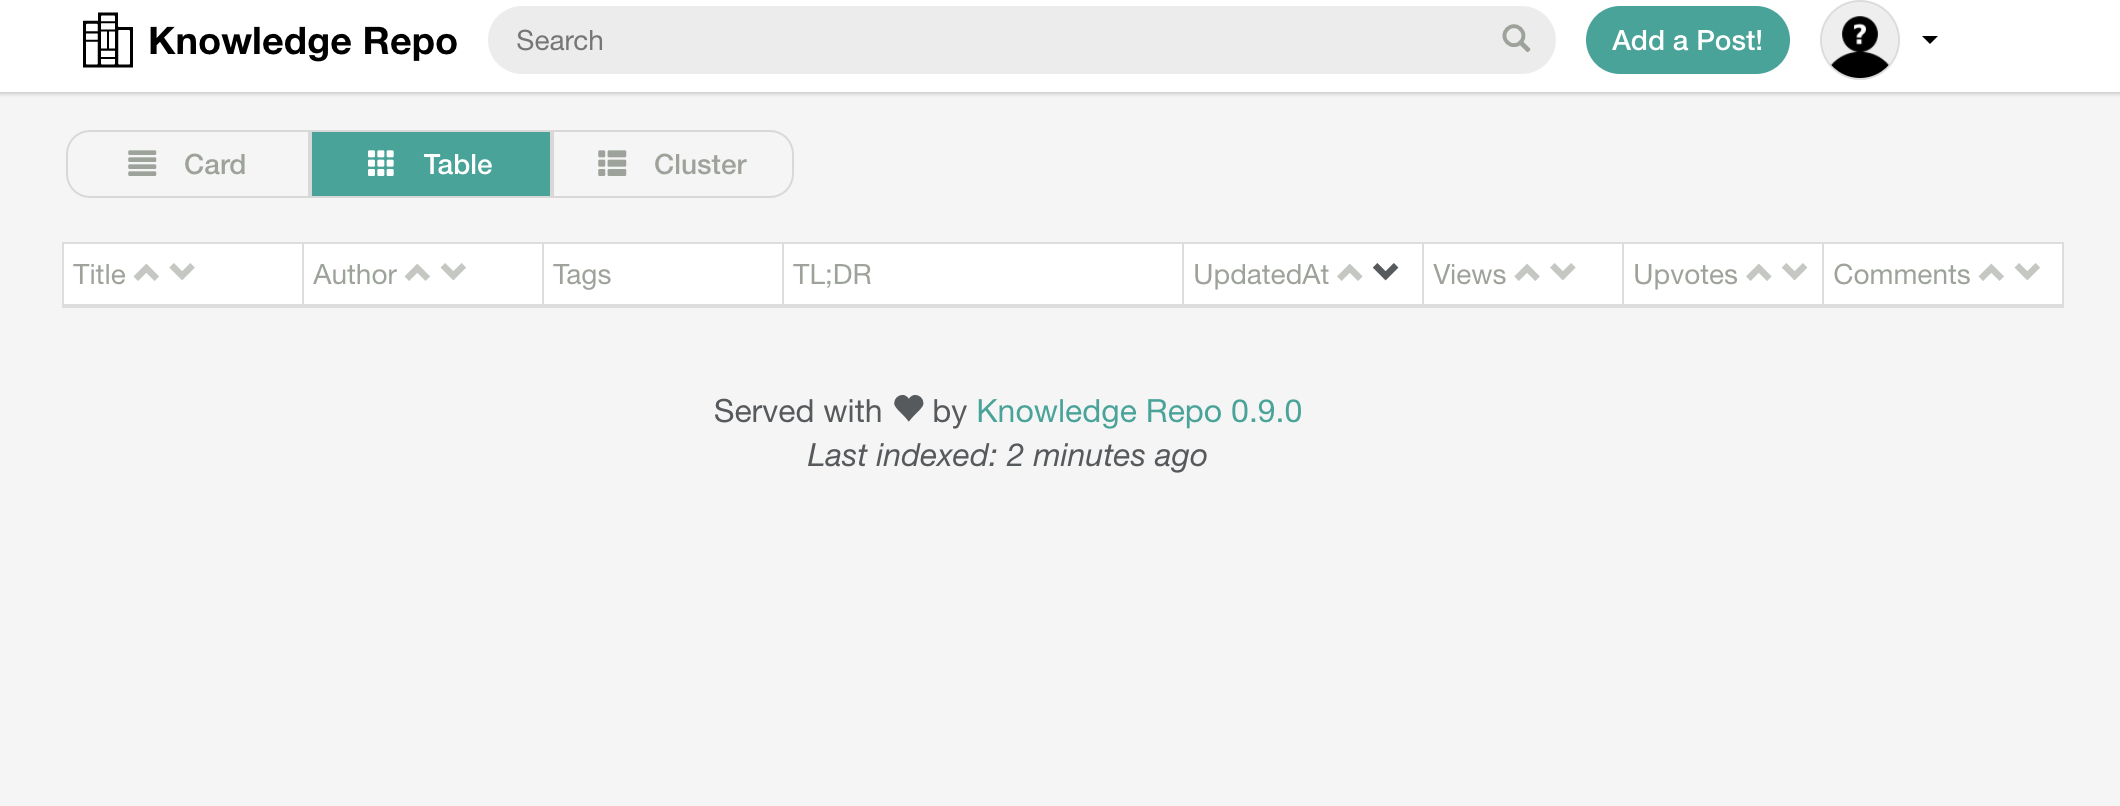 Knowledge Repo
Search
Add a Post!
?
Card
Table
Cluster
Title
Author
Tags
TL;DR
UpdatedAt
Views
Upvotes
Comments
Served with ♥ by Knowledge Repo 0.9.0
Last indexed: 2 minutes ago